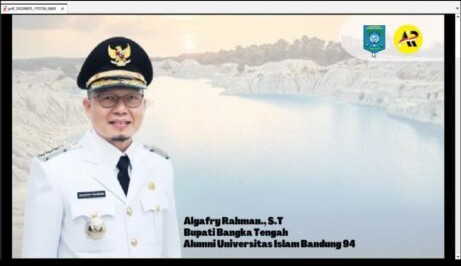 Algafry Rahman., S.T
Bupati Bangka Tengah
Alumni Universitas Islam Bandung 94